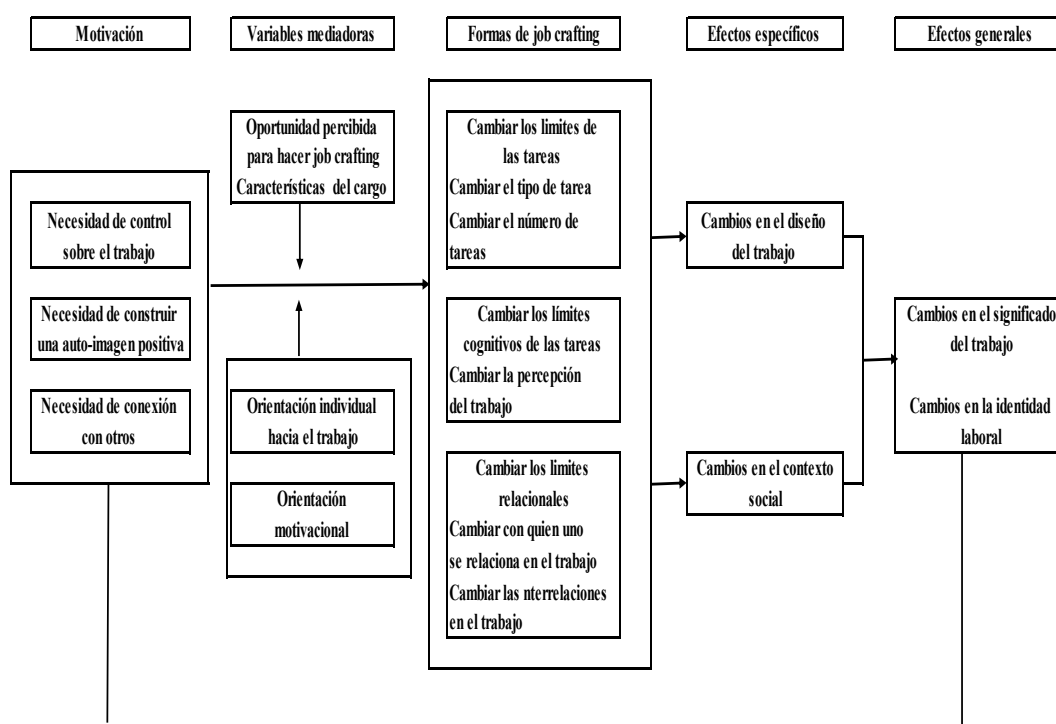 Motivación
Variables mediadoras
Formas de job crafting
Efectos específicos
Efectos generales
Necesidad de control
sobre el trabajo
Necesidad de construir
una auto-imagen positiva
Necesidad de conexión
con otros
Oportunidad percibida
para hacer job crafting
Características del cargo
Orientación individual
hacia el trabajo
Orientación
motivacional
Cambiar los limites de
las tareas
Cambiar el tipo de tarea
Cambiar el número de
tareas
Cambiar los límites
cognitivos de las tareas
Cambiar la percepción
del trabajo
Cambiar los limites
relacionales
Cambiar con quien uno
se relaciona en el trabajo
Cambiar las nterrelaciones
en el trabajo
Cambios en el diseño
del trabajo
Cambios en el contexto
social
Cambios en el significado
del trabajo
Cambios en la identidad
laboral